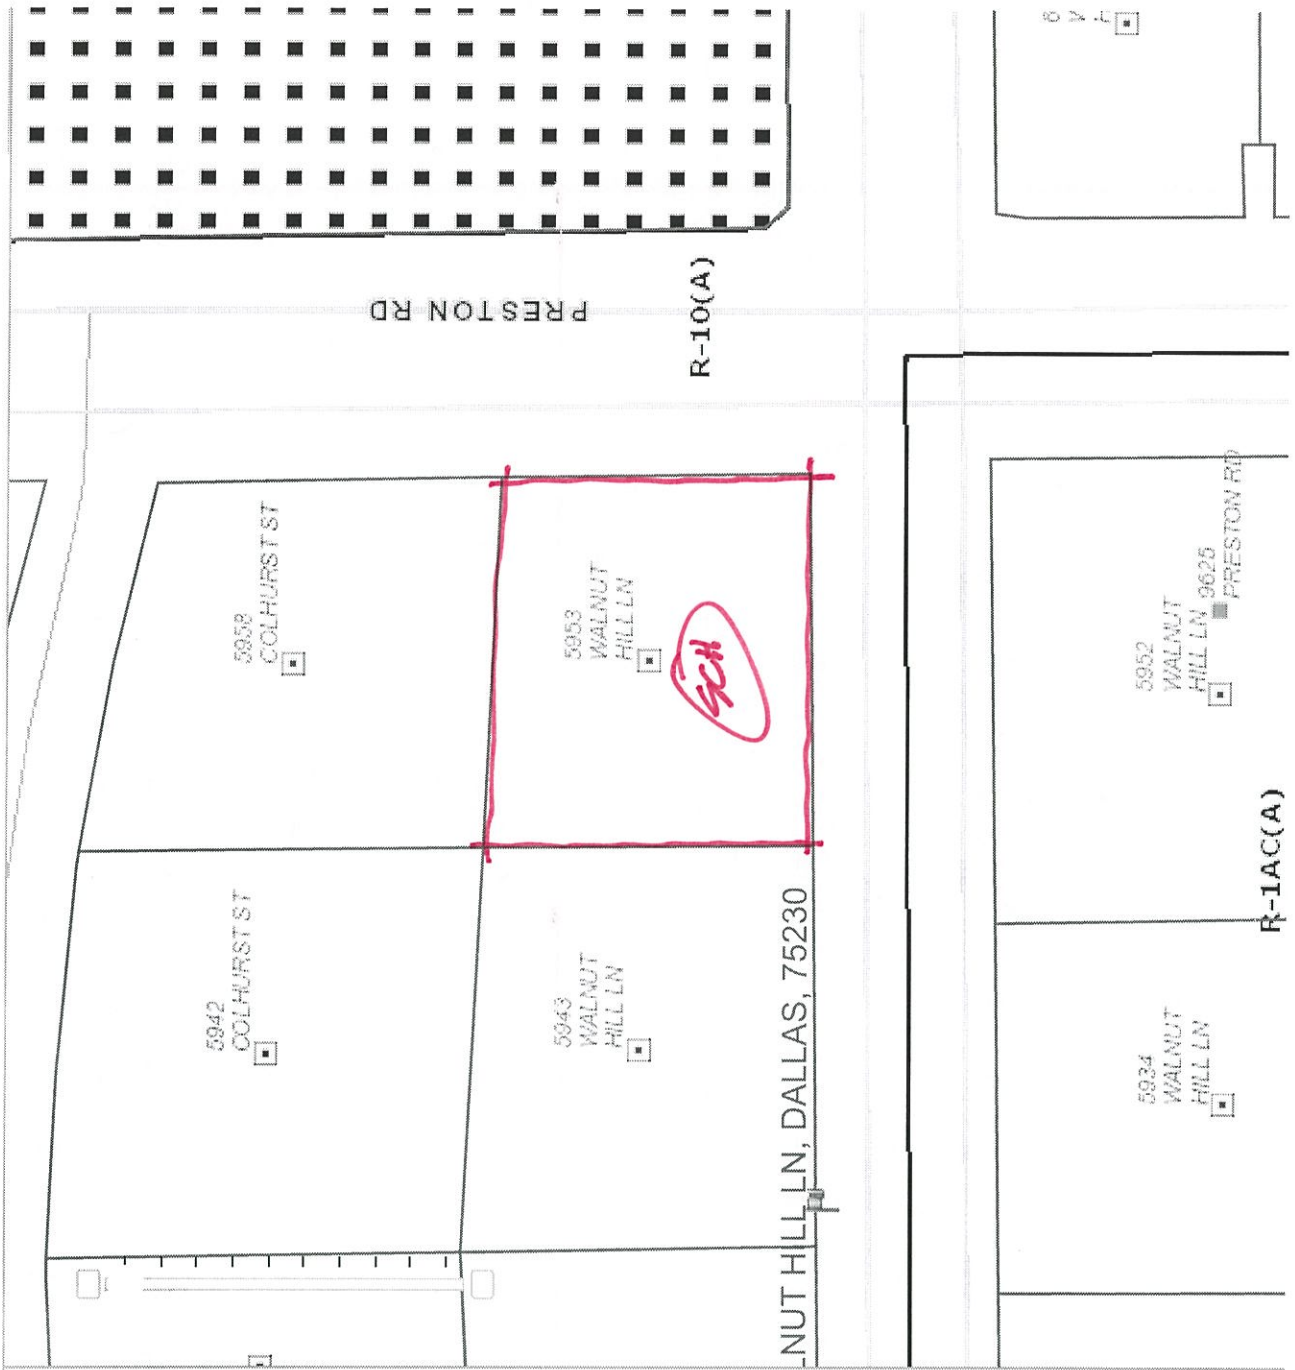 5942
COLHURST ST
5958
COLHURST ST
PRESTON RD
5943
WALNUT
HILL LN
5953
WALNUT
HILL LN
SCH
R-10(A)
_NUT HILL LN, DALLAS, 75230
5934
WALNUT
HILL LN
5952
WALNUT
HILL LN
9625
PRESTON RD
R-1AC(A)